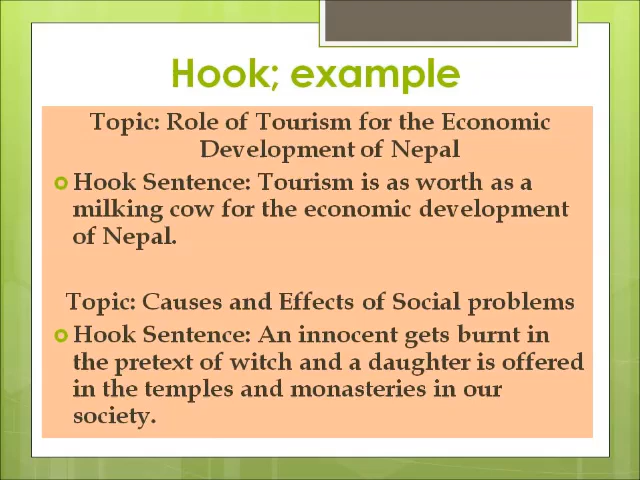 Hook; example
Topic: Role of Tourism for the Economic
Development of Nepal
Hook Sentence: Tourism is as worth as a
milking cow for the economic development
of Nepal.
Topic: Causes and Effects of Social problems
Hook Sentence: An innocent gets burnt in
the pretext of witch and a daughter is offered
in the temples and monasteries in our
society.